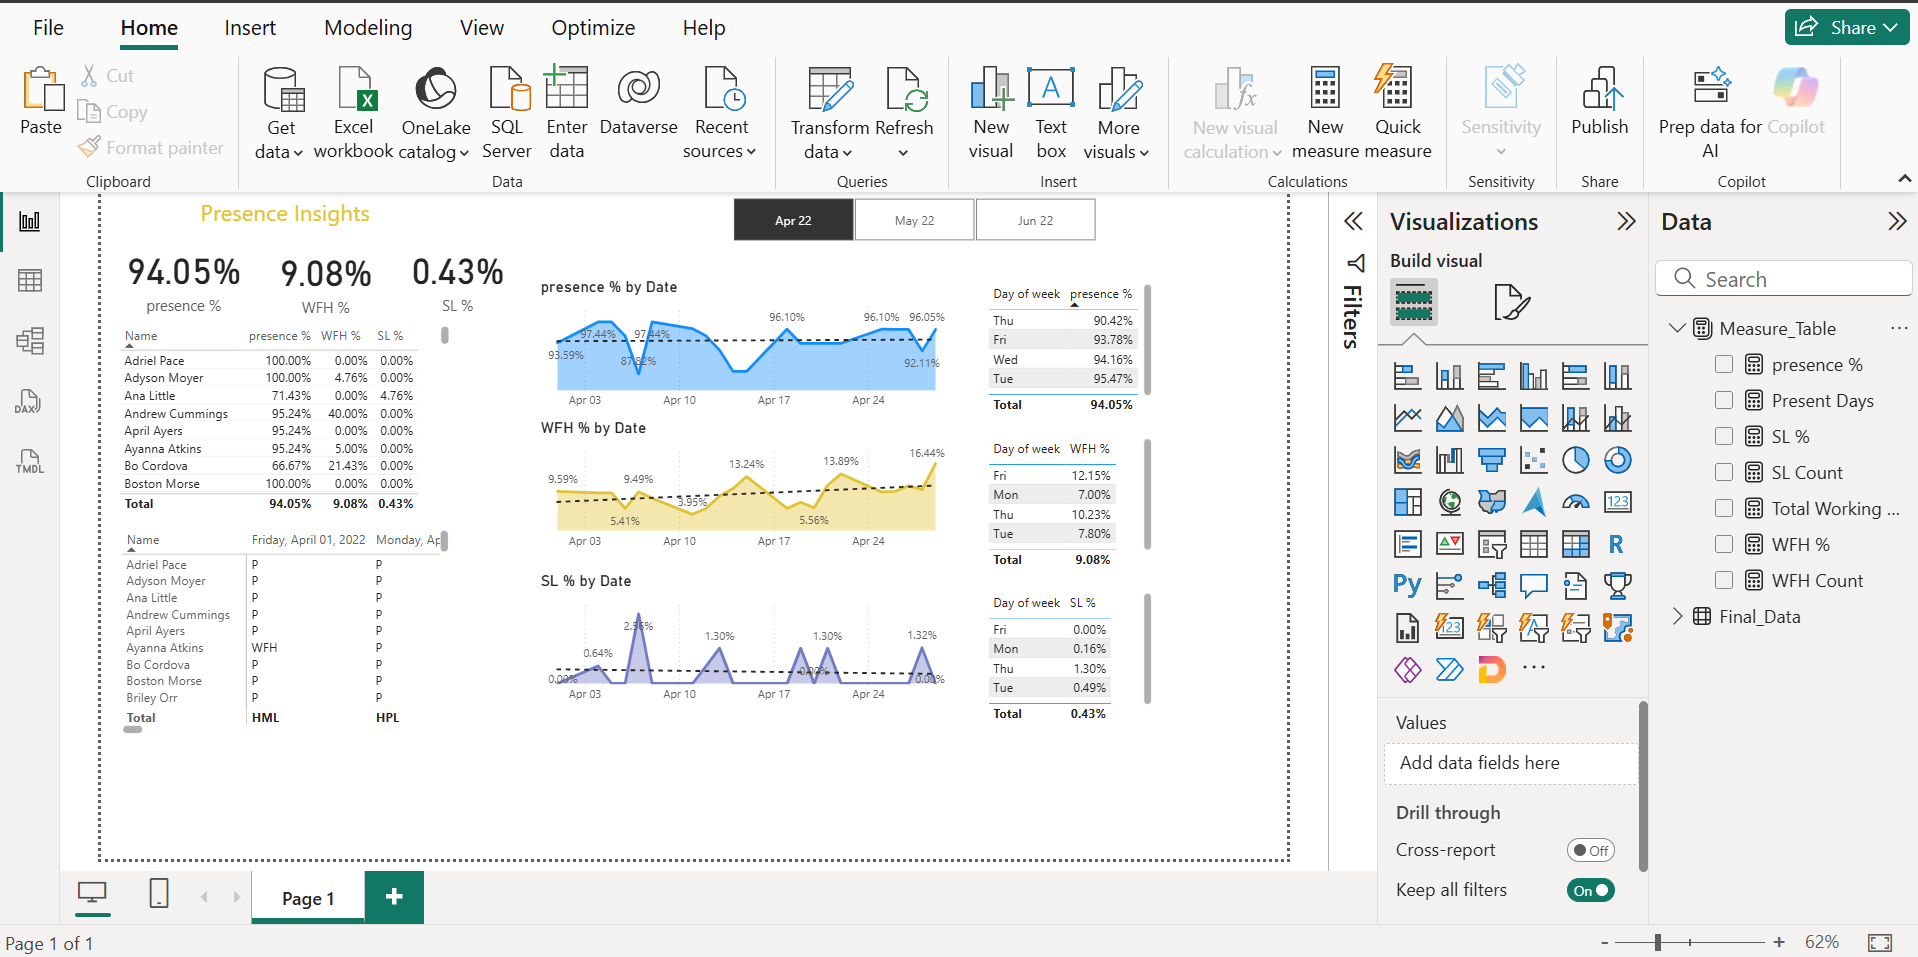 File Home Insert Modeling View Optimize Help Share
Paste
Cut
Copy
Format painter
Clipboard
Get data
Excel workbook
OneLake catalog
SQL Server
Enter data
Dataverse
Recent sources
Data
Transform data
Refresh
Queries
New visual
Text box
More visuals
Insert
New visual calculation
New measure
Quick measure
Calculations
Sensitivity
Sensitivity
Publish
Share
Prep data for AI
Copilot
Copilot
DAX
TMDL
Presence Insights
Apr 22 May 22 Jun 22
94.05% 9.08% 0.43%
presence % WFH % SL %
Name presence % WFH % SL %
Adriel Pace 100.00% 0.00% 0.00%
Adyson Moyer 100.00% 4.76% 0.00%
Ana Little 71.43% 0.00% 4.76%
Andrew Cummings 95.24% 40.00% 0.00%
April Ayers 95.24% 0.00% 0.00%
Ayanna Atkins 95.24% 5.00% 0.00%
Bo Cordova 66.67% 21.43% 0.00%
Boston Morse 100.00% 0.00% 0.00%
Total 94.05% 9.08% 0.43%
Name Friday, April 01, 2022 Monday, Ap
Adriel Pace P P
Adyson Moyer P P
Ana Little P P
Andrew Cummings P P
April Ayers P P
Ayanna Atkins WFH P
Bo Cordova P P
Boston Morse P P
Briley Orr P P
Total HML HPL
presence % by Date
93.59% 97.44% 87.82% 97.44% 96.10% 96.10% 92.11% 96.05%
Apr 03 Apr 10 Apr 17 Apr 24
WFH % by Date
9.59% 5.41% 9.49% 3.95% 13.24% 5.56% 13.89% 16.44%
Apr 03 Apr 10 Apr 17 Apr 24
SL % by Date
0.00% 0.64% 2.56% 1.30% 0.00% 1.30% 1.32% 0.00%
Apr 03 Apr 10 Apr 17 Apr 24
Day of week presence %
Thu 90.42%
Fri 93.78%
Wed 94.16%
Tue 95.47%
Total 94.05%
Day of week WFH %
Fri 12.15%
Mon 7.00%
Thu 10.23%
Tue 7.80%
Total 9.08%
Day of week SL %
Fri 0.00%
Mon 0.16%
Thu 1.30%
Tue 0.49%
Total 0.43%
Filters
Visualizations
Build visual
123
R
Py
123
Values
Add data fields here
Drill through
Cross-report Off
Keep all filters On
Data
Search
Measure_Table ...
presence %
Present Days
SL %
SL Count
Total Working ...
WFH %
WFH Count
Final_Data
Page 1 +
Page 1 of 1
- + 62%